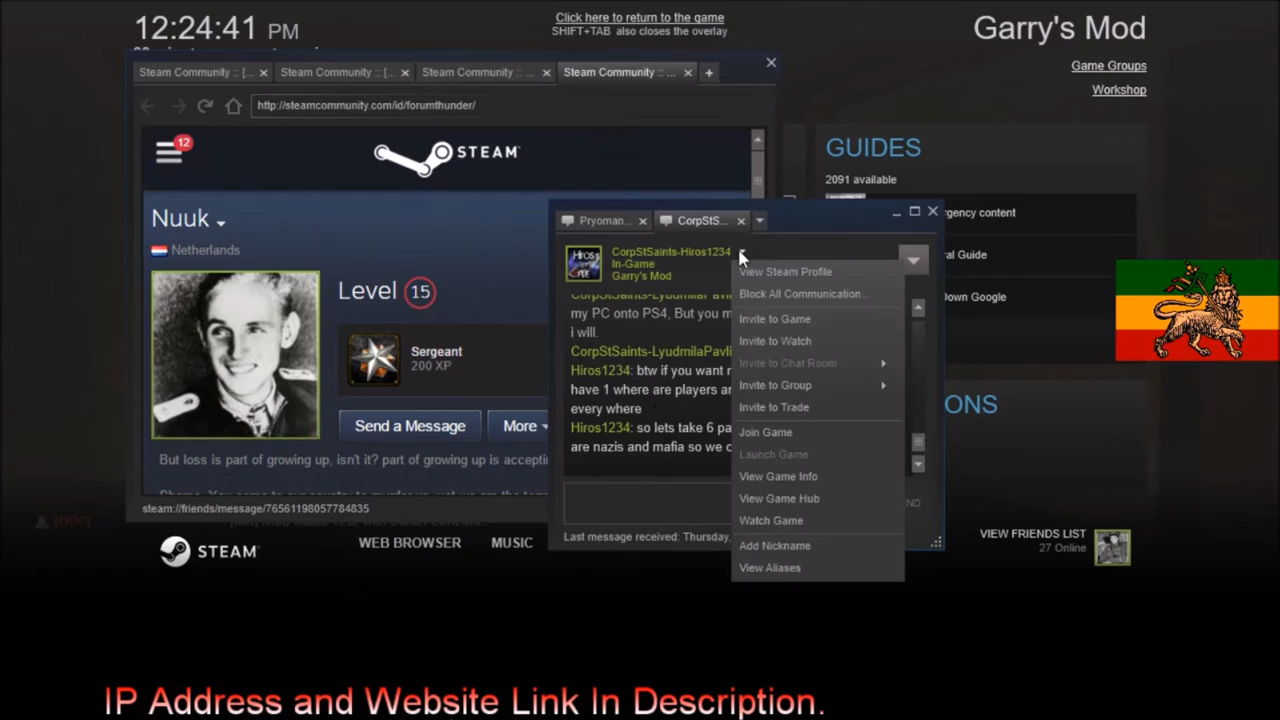 12:24:41 PM
Click here to return to the game
SHIFT+TAB also closes the overlay
Garry's Mod
Game Groups
Workshop
Steam Community :: [...
Steam Community :: [...
Steam Community :: ...
Steam Community :: ...
http://steamcommunity.com/id/forumthunder/
12
STEAM
GUIDES
2091 available
Nuuk
Netherlands
Level 15
Sergeant
200 XP
Send a Message
More
But loss is part of growing up, isn't it? part of growing is
steam://friends/message/76561198057784835
Pryoman...
CorpStS...
CorpStSaints-Hiros1234
In-Game
Garry's Mod
my PC onto PS4, But you m
i will.
CorpStSaints-LyudmilaPavli
Hiros1234: btw if you want
have 1 where are players
every where
Hiros1234: so lets take 6 pa
are nazis and mafia so we
Last message received: Thursday,
View Steam Profile
Block All Communication...
Invite to Game
Invite to Watch
Invite to Chat Room
Invite to Group
Invite to Trade
Join Game
Launch Game
View Game Info
View Game Hub
Watch Game
Add Nickname
View Aliases
content
Guide
Down Google
ONS
STEAM
WEB BROWSER
MUSIC
VIEW FRIENDS LIST
27 Online
IP Address and Website Link In Description.